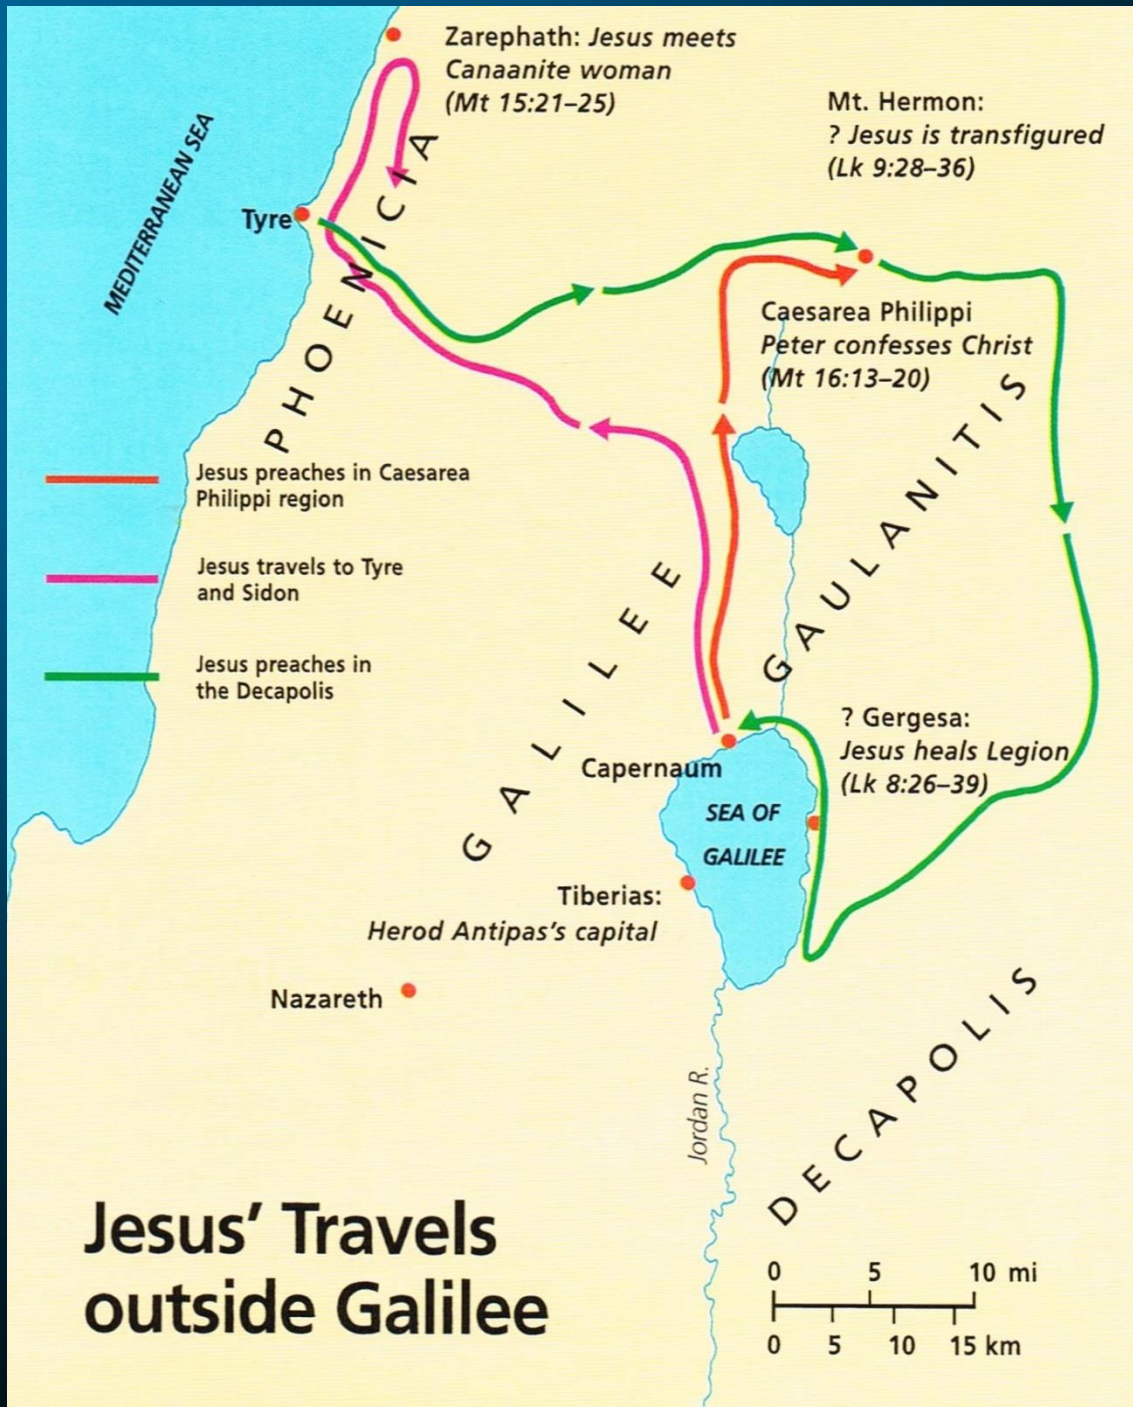 Zarephath: Jesus meets
Canaanite woman
(Mt 15:21–25)
Mt. Hermon:
? Jesus is transfigured
(Lk 9:28–36)
MEDITERRANEAN SEA
Tyre
PHOENICIA
Caesarea Philippi
Peter confesses Christ
(Mt 16:13–20)
GAULANITIS
Jesus preaches in Caesarea
Philippi region
Jesus travels to Tyre
and Sidon
Jesus preaches in
the Decapolis
GALILEE
? Gergesa:
Jesus heals Legion
(Lk 8:26–39)
Capernaum
SEA OF
GALILEE
Tiberias:
Herod Antipas's capital
Nazareth
Jordan R.
DECAPOLIS
Jesus' Travels
outside Galilee
0 5 10 mi
0 5 10 15 km